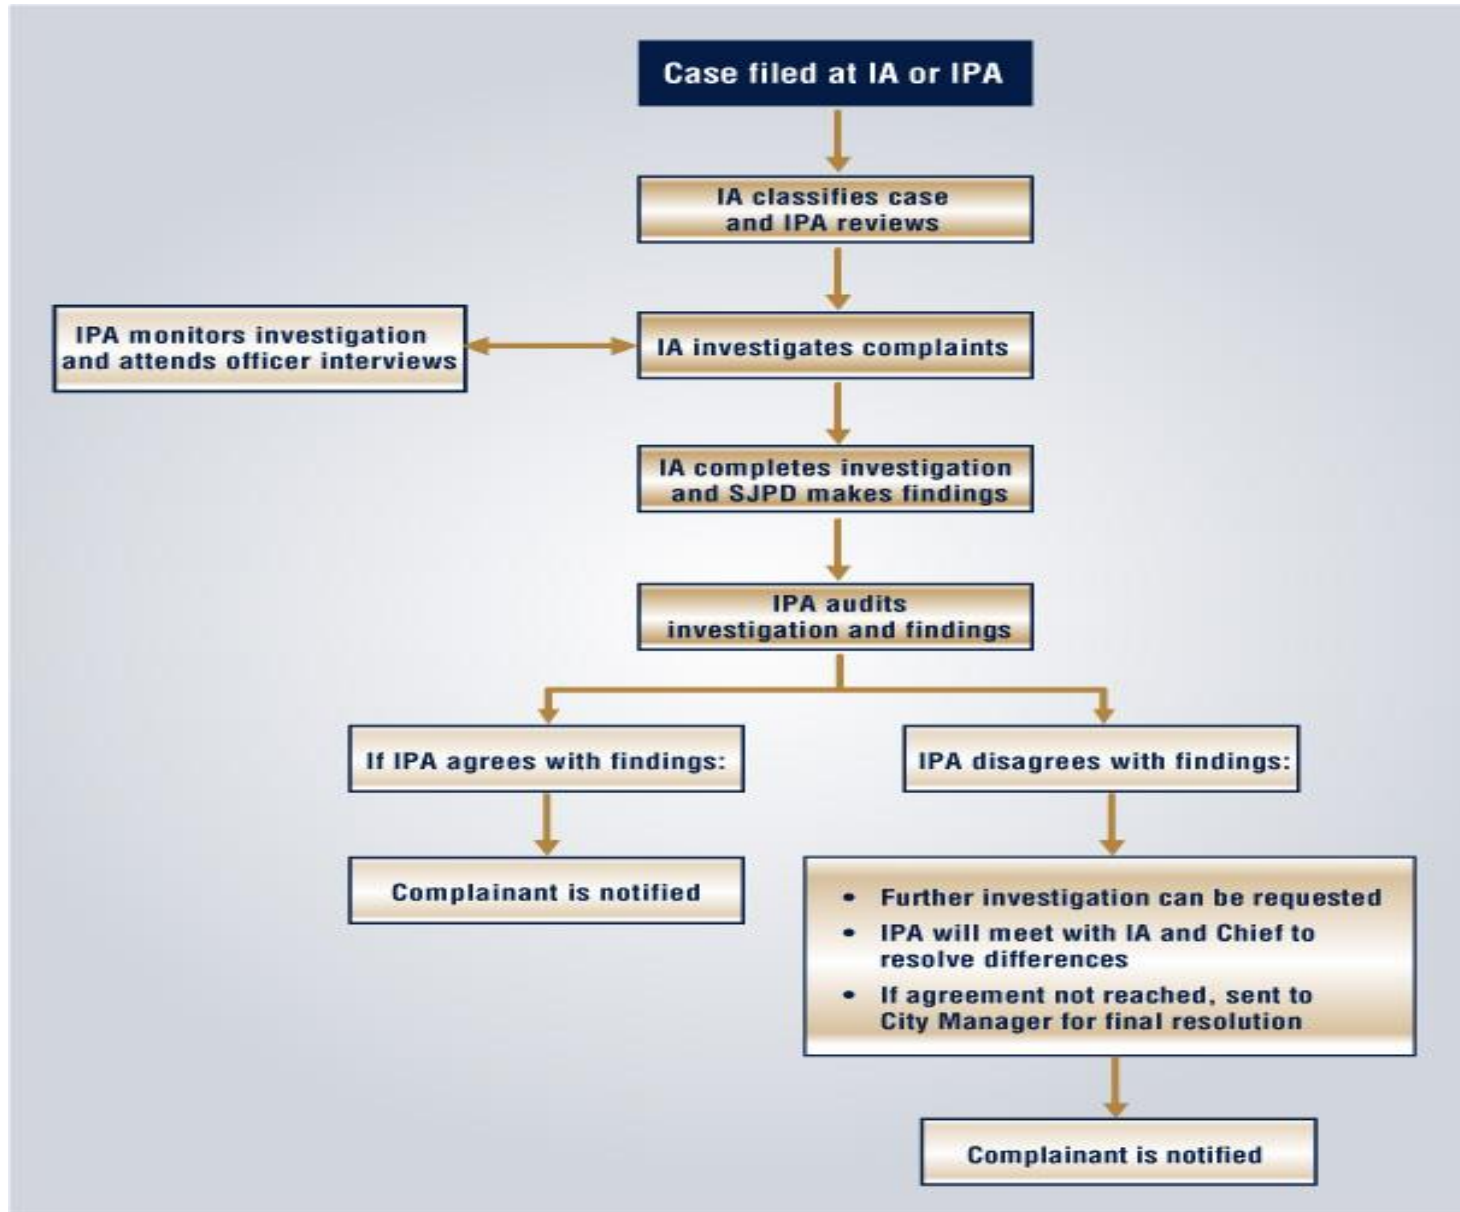 Case filed at IA or IPA
IA classifies case
and IPA reviews
IPA monitors investigation
and attends officer interviews
IA investigates complaints
IA completes investigation
and SJPD makes findings
IPA audits
investigation and findings
If IPA agrees with findings:
IPA disagrees with findings:
Complainant is notified
• Further investigation can be requested
• IPA will meet with IA and Chief to
resolve differences
• If agreement not reached, sent to
City Manager for final resolution
Complainant is notified